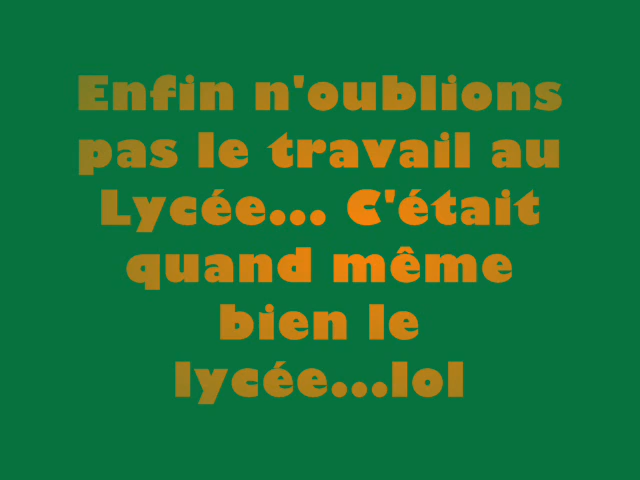 Enfin n'oublions
pas le travail au
Lycée... C'était
quand même
bien le
lycée...lol